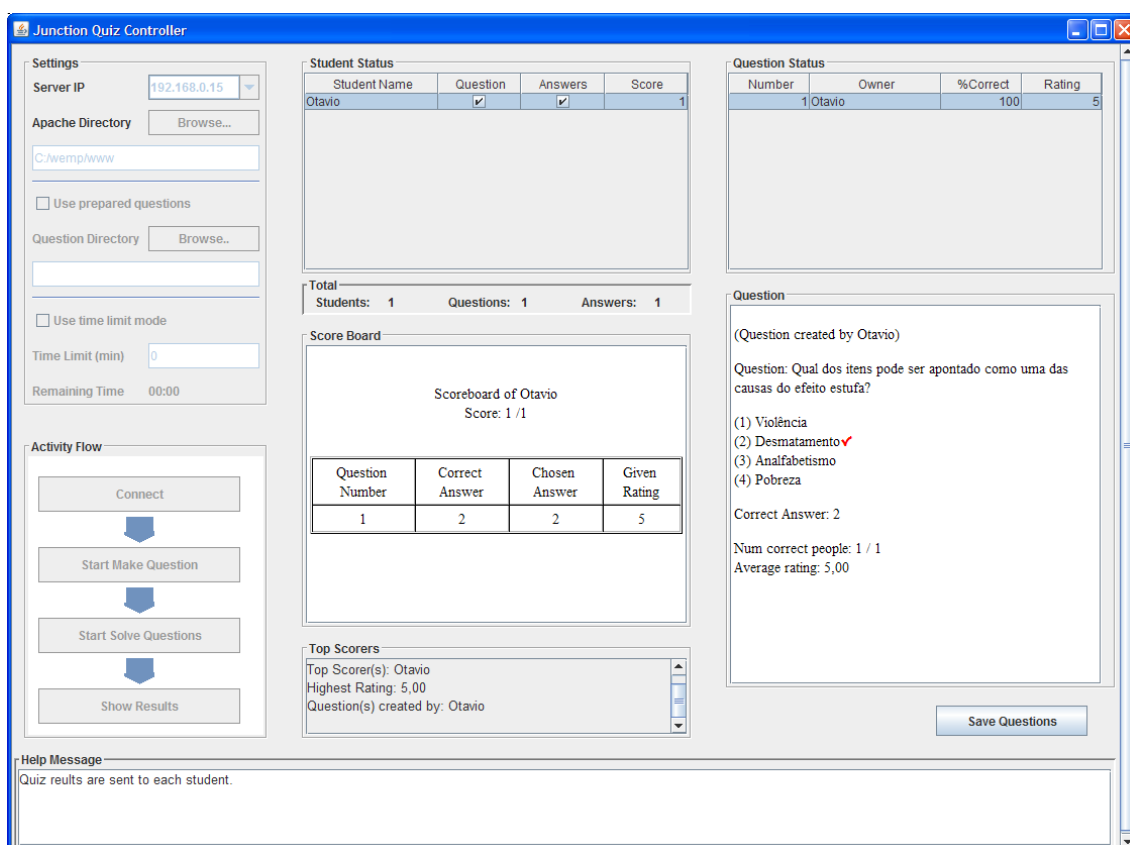 Junction Quiz Controller
Settings
Server IP 192.168.0.15
Apache Directory Browse...
C:/wemp/www
Use prepared questions
Question Directory Browse..
Use time limit mode
Time Limit (min) 0
Remaining Time 00:00
Activity Flow
Connect
Start Make Question
Start Solve Questions
Show Results
Student Status
Student Name Question Answers Score
Otavio 1
Total
Students: 1 Questions: 1 Answers: 1
Score Board
Scoreboard of Otavio
Score: 1 /1
Question Number Correct Answer Chosen Answer Given Rating
1 2 2 5
Top Scorers
Top Scorer(s): Otavio
Highest Rating: 5,00
Question(s) created by: Otavio
Question Status
Number Owner %Correct Rating
1 Otavio 100 5
Question
(Question created by Otavio)
Question: Qual dos itens pode ser apontado como uma das
causas do efeito estufa?
(1) Violência
(2) Desmatamento
(3) Analfabetismo
(4) Pobreza
Correct Answer: 2
Num correct people: 1 / 1
Average rating: 5,00
Save Questions
Help Message
Quiz reults are sent to each student.